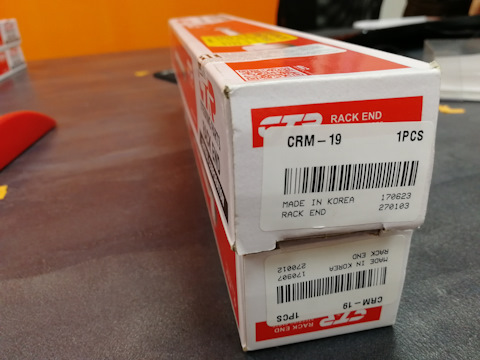 CTR RACK END
CRM-19 1PCS
MADE IN KOREA 170623
RACK END 270103
RACK END
MADE IN KOREA 170907
270012
CRM-19
1PCS
CTR RACK END
CTR